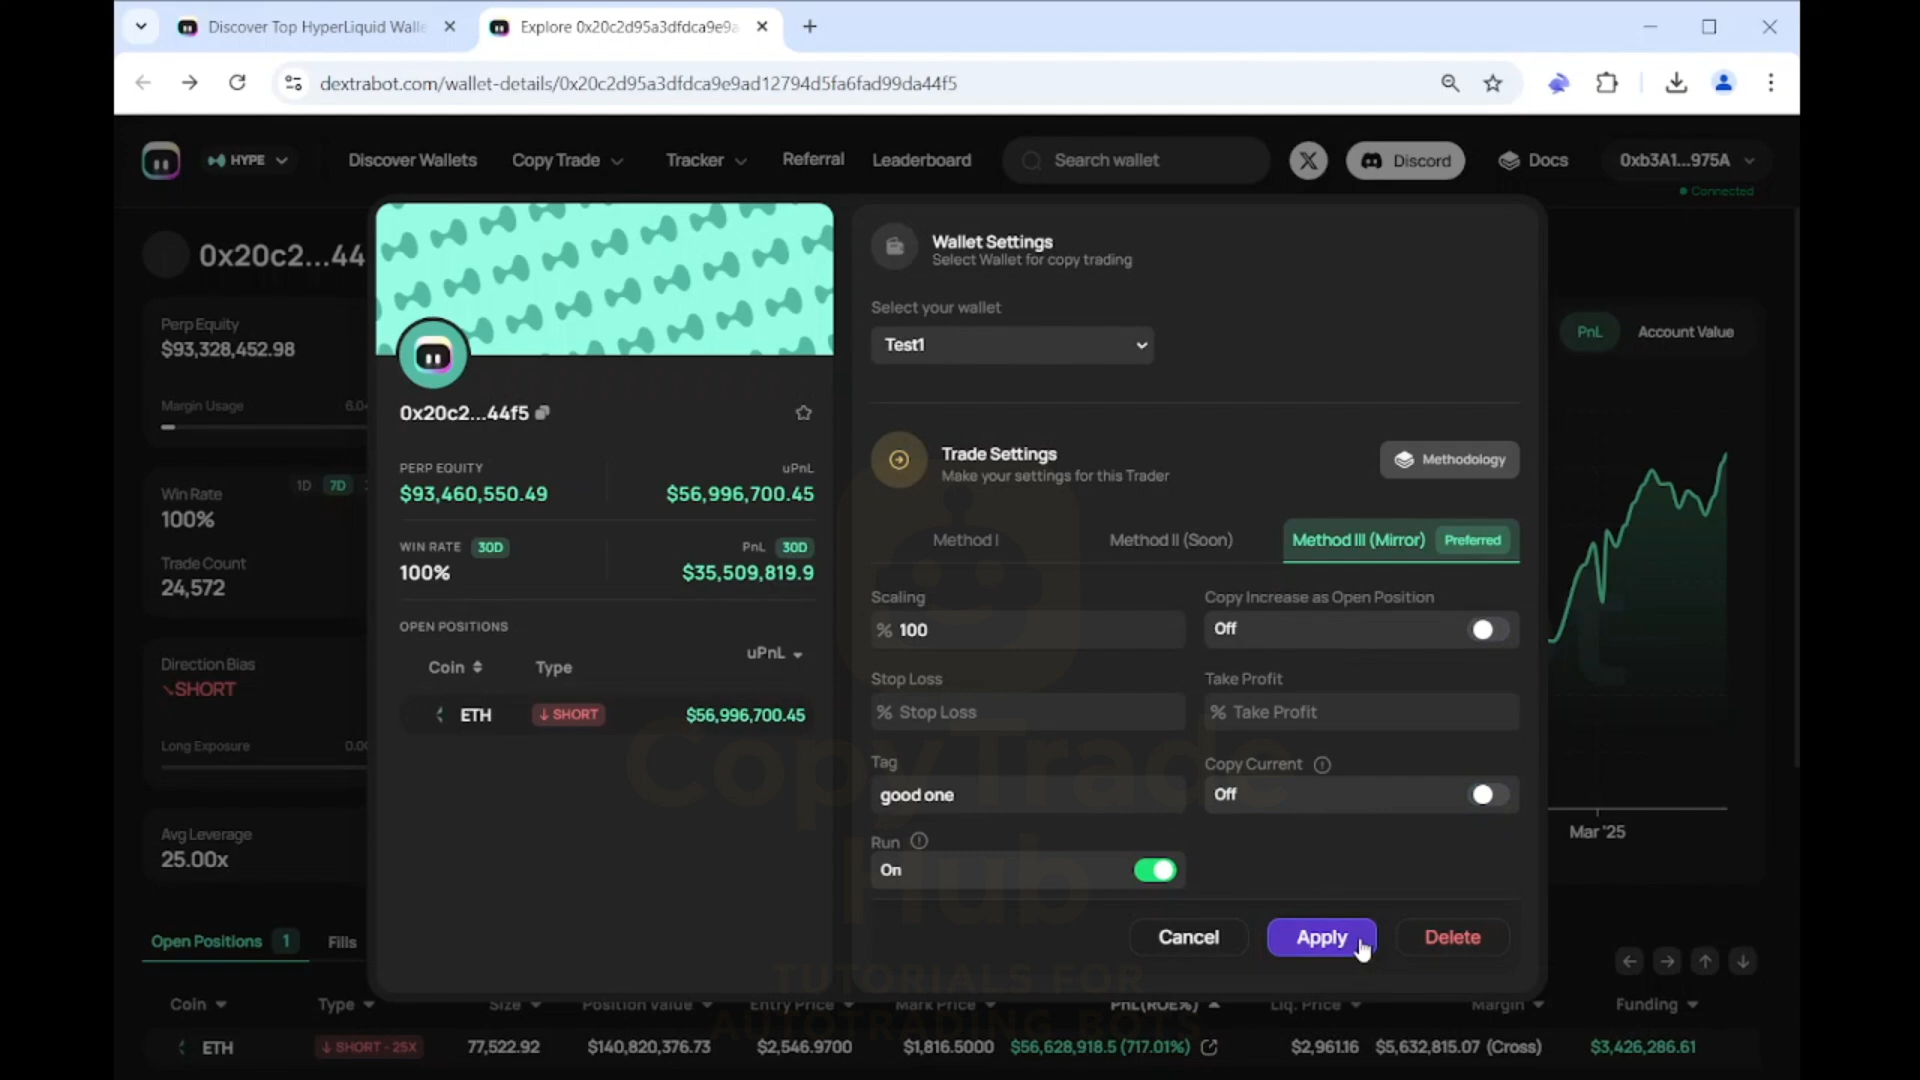 Discover Top HyperLiquid Walle
Explore 0x20c2d95a3dfdca9e9a
dextrabot.com/wallet-details/0x20c2d95a3dfdca9e9ad12794d5fa6fad99da44f5
HYPE
Discover Wallets
Copy Trade
Tracker
Referral
Leaderboard
Search wallet
Discord
Docs
0xb3A1...975A
Connected
0x20c2...44
Perp Equity
$93,328,452.98
Margin Usage
6.04
Win Rate
1D
7D
100%
Trade Count
24,572
Direction Bias
SHORT
Long Exposure
0.00
Avg Leverage
25.00x
0x20c2...44f5
PERP EQUITY
uPnL
$93,460,550.49
$56,996,700.45
WIN RATE 30D
PnL 30D
100%
$35,509,819.9
OPEN POSITIONS
Coin
Type
uPnL
ETH
SHORT
$56,996,700.45
Wallet Settings
Select Wallet for copy trading
Select your wallet
Test1
Trade Settings
Make your settings for this Trader
Methodology
Method I
Method II (Soon)
Method III (Mirror)
Preferred
Scaling
% 100
Copy Increase as Open Position
Off
Stop Loss
% Stop Loss
Take Profit
% Take Profit
Tag
good one
Copy Current
Off
Run
On
Cancel
Apply
Delete
PnL
Account Value
Mar '25
CopyTrade
Hub
TUTORIALS FOR
AUTOTRADING BOTS
Open Positions 1
Fills
Coin
Type
Size
Position Value
Entry Price
Mark Price
PnL(ROE%)
Liq. Price
Margin
Funding
ETH
SHORT - 25X
77,522.92
$140,820,376.73
$2,546.9700
$1,816.5000
$56,628,918.5 (717.01%)
$2,961.16
$5,632,815.07 (Cross)
$3,426,286.61